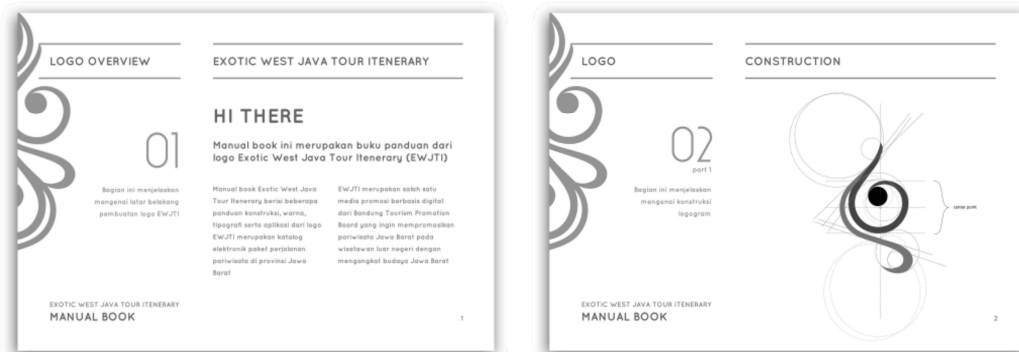 LOGO OVERVIEW
EXOTIC WEST JAVA TOUR ITENERARY
HI THERE
01
Manual book ini merupakan buku panduan dari
logo Exotic West Java Tour Itenerary (EWJTI)
Bagian ini menjelaskan
mengenai latar belakang
pembuatan logo EWJTI
Manual book Exotic West Java
Tour Itenerary berisi beberapa
panduan konstruksi, warna,
tipografi serta aplikasi dari logo
EWJTI merupakan katalog
elektronik paket perjalanan
pariwisata di provinsi Jawa
Barat
EWJTI merupakan salah satu
media promosi berbasis digital
dari Bandung Tourism Promotion
Board yang ingin mempromosikan
pariwisata Jawa Barat pada
wisatawan luar negeri dengan
mengangkat budaya Jawa Barat
EXOTIC WEST JAVA TOUR ITENERARY
MANUAL BOOK
1
LOGO
CONSTRUCTION
02
part 1
Bagian ini menjelaskan
mengenai konstruksi
logogram
center point
EXOTIC WEST JAVA TOUR ITENERARY
MANUAL BOOK
2